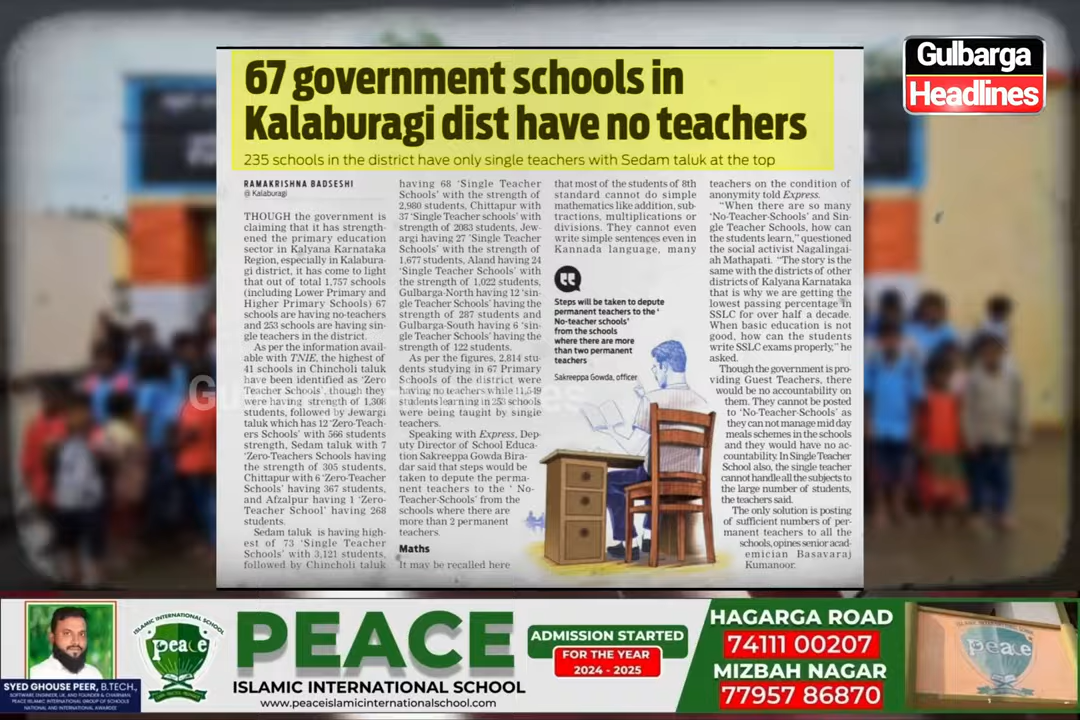 Gulbarga
Headlines
67 government schools in
Kalaburagi dist have no teachers
235 schools in the district have only single teachers with Sedam taluk at the top
RAMAKRISHNA BADSESHI
@ Kalaburagi
THOUGH the government is
claiming that it has strength-
ened the primary education
sector in Kalyana Karnataka
Region, especially in Kalabura-
gi district, it has come to light
that out of total 1,757 schools
(including Lower Primary and
Higher Primary Schools) 67
schools are having no-teachers
and 253 schools are having sin-
gle teachers in the district.
As per the information avail-
able with TNIE, the highest of
41 schools in Chincholi taluk
have been identified as 'Zero
Teacher Schools', though they
were having strength of 1,308
students, followed by Jewargi
taluk which has 12 'Zero-Teach-
ers Schools' with 566 students
strength, Sedam taluk with 7
'Zero-Teachers Schools having
the strength of 305 students,
Chittapur with 6 'Zero-Teacher
Schools' having 367 students,
and Afzalpur having 1 'Zero-
Teacher School' having 268
students.
Sedam taluk is having high-
est of 73 'Single Teacher
Schools' with 3,121 students,
followed by Chincholi taluk
having 68 'Single Teacher
Schools' with the strength of
2,980 students, Chittapur with
37 'Single Teacher schools' with
strength of 2083 students, Jew-
argi having 27 'Single Teacher
Schools' with the strength of
1,677 students, Aland having 24
'Single Teacher Schools' with
the strength of 1,022 students,
Gulbarga-North having 12 'sin-
gle Teacher Schools' having the
strength of 287 students and
Gulbarga-South having 6 'sin-
gle Teacher Schools' having the
strength of 122 students.
As per the figures, 2,814 stu-
dents studying in 67 Primary
Schools of the district were
having no teachers while 11,549
students learning in 253 schools
were being taught by single
teachers.
Speaking with Express, Dep-
uty Director of School Educa-
tion Sakreeppa Gowda Bira-
dar said that steps would be
taken to depute the perma-
nent teachers to the ' No-
Teacher-Schools' from the
schools where there are
more than 2 permanent
teachers.
Maths
It may be recalled here
that most of the students of 8th
standard cannot do simple
mathematics like addition, sub-
tractions, multiplications or
divisions. They cannot even
write simple sentences even in
Kannada language, many
Steps will be taken to depute
permanent teachers to the '
No-teacher schools'
from the schools
where there are
more than two permanent
teachers
Sakreeppa Gowda, officer
teachers on the condition of
anonymity told Express.
"When there are so many
'No-Teacher-Schools' and Sin-
gle Teacher Schools, how can
the students learn," questioned
the social activist Nagalingai-
ah Mathapati. "The story is the
same with the districts of other
districts of Kalyana Karnataka
that is why we are getting the
lowest passing percentage in
SSLC for over half a decade.
When basic education is not
good, how can the students
write SSLC exams properly," he
asked.
Though the government is pro-
viding Guest Teachers, there
would be no accountability on
them. They cannot be posted
to 'No-Teacher-Schools' as
they can not manage mid day
meals schemes in the schools
and they would have no ac-
countability. In Single Teacher
School also, the single teacher
cannot handle all the subjects to
the large number of students,
the teachers said.
The only solution is posting
of sufficient numbers of per-
manent teachers to all the
schools, opines senior acad-
emician Basavaraj
Kumanoor.
SYED GHOUSE PEER, B.TECH.,
SOFTWARE ENGINEER, UK, AND FOUNDER & CHAIRMAN,
PEACE ISLAMIC INTERNATIONAL GROUP OF SCHOOLS
NATIONAL AND INTERNATIONAL AWARDEE
ISLAMIC INTERNATIONAL SCHOOL
peace
PEACE
ISLAMIC INTERNATIONAL SCHOOL
www.peaceislamicinternationalschool.com
ADMISSION STARTED
FOR THE YEAR
2024 - 2025
HAGARGA ROAD
74111 00207
MIZBAH NAGAR
77957 86870
peace